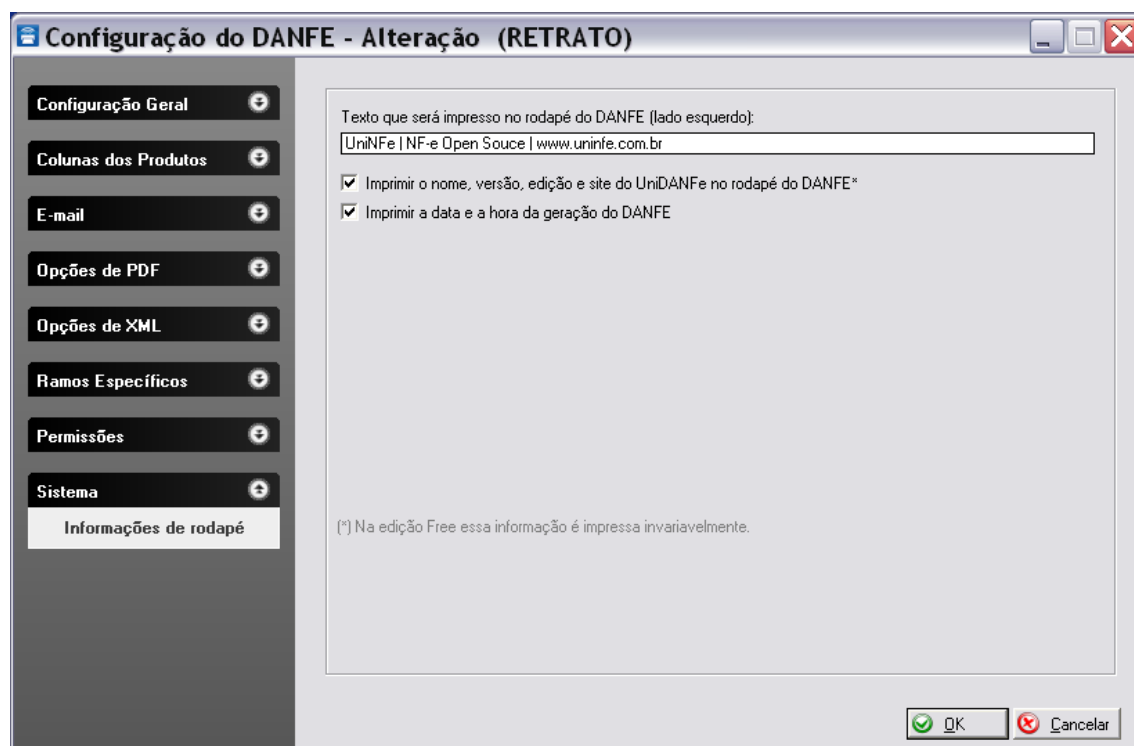 Configuração do DANFE - Alteração (RETRATO)
Configuração Geral
Colunas dos Produtos
E-mail
Opções de PDF
Opções de XML
Ramos Específicos
Permissões
Sistema
Informações de rodapé
Texto que será impresso no rodapé do DANFE (lado esquerdo):
UniNFe | NF-e Open Souce | www.uninfe.com.br
Imprimir o nome, versão, edição e site do UniDANFe no rodapé do DANFE*
Imprimir a data e a hora da geração do DANFE
(*) Na edição Free essa informação é impressa invariavelmente.
OK
Cancelar